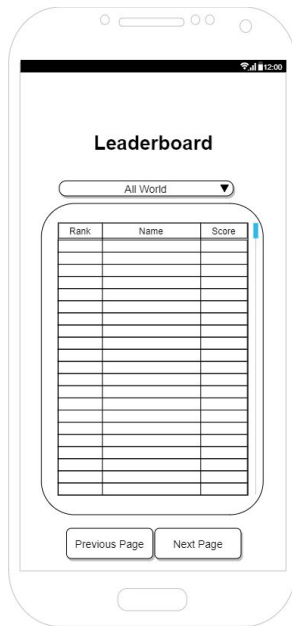 12:00
Leaderboard
All World
Rank Name Score
Previous Page Next Page